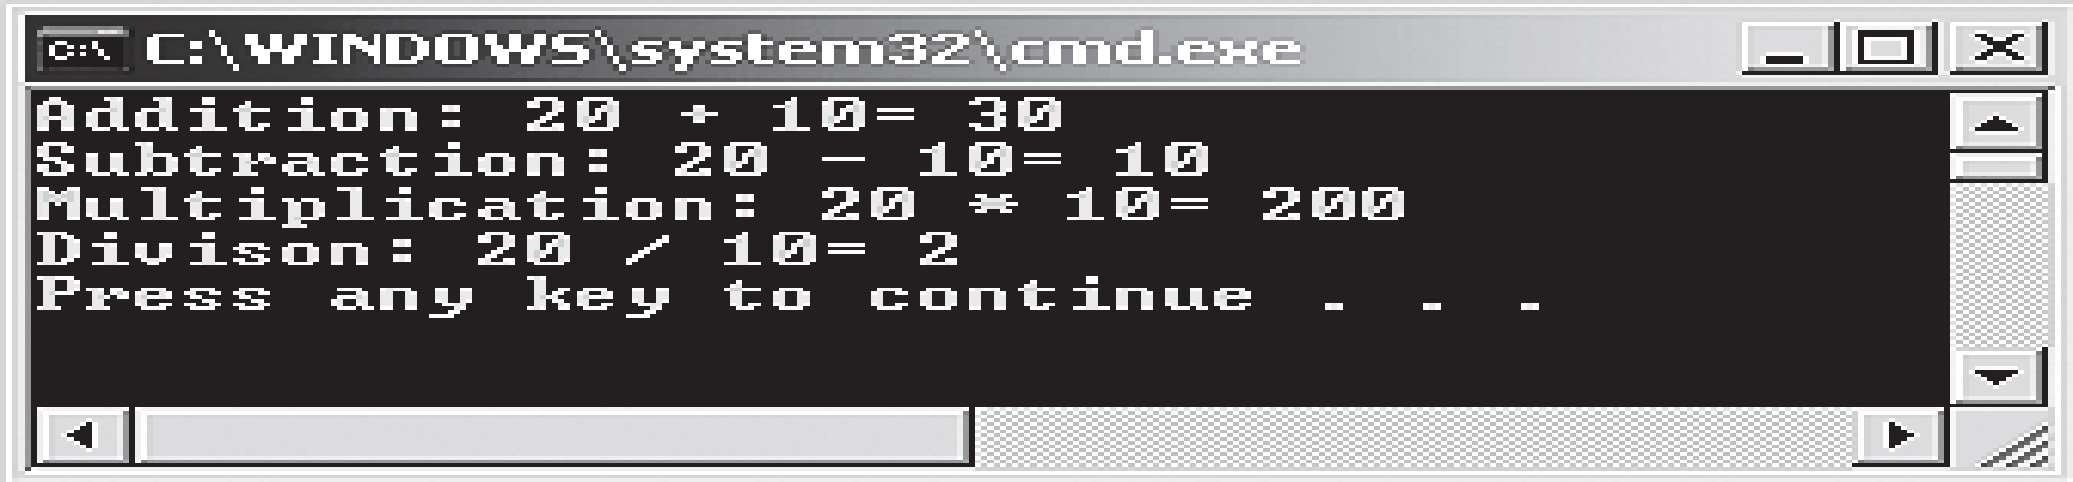 C:\ C:\WINDOWS\system32\cmd.exe
Addition: 20 + 10= 30
Subtraction: 20 - 10= 10
Multiplication: 20 * 10= 200
Divison: 20 / 10= 2
Press any key to continue . . .